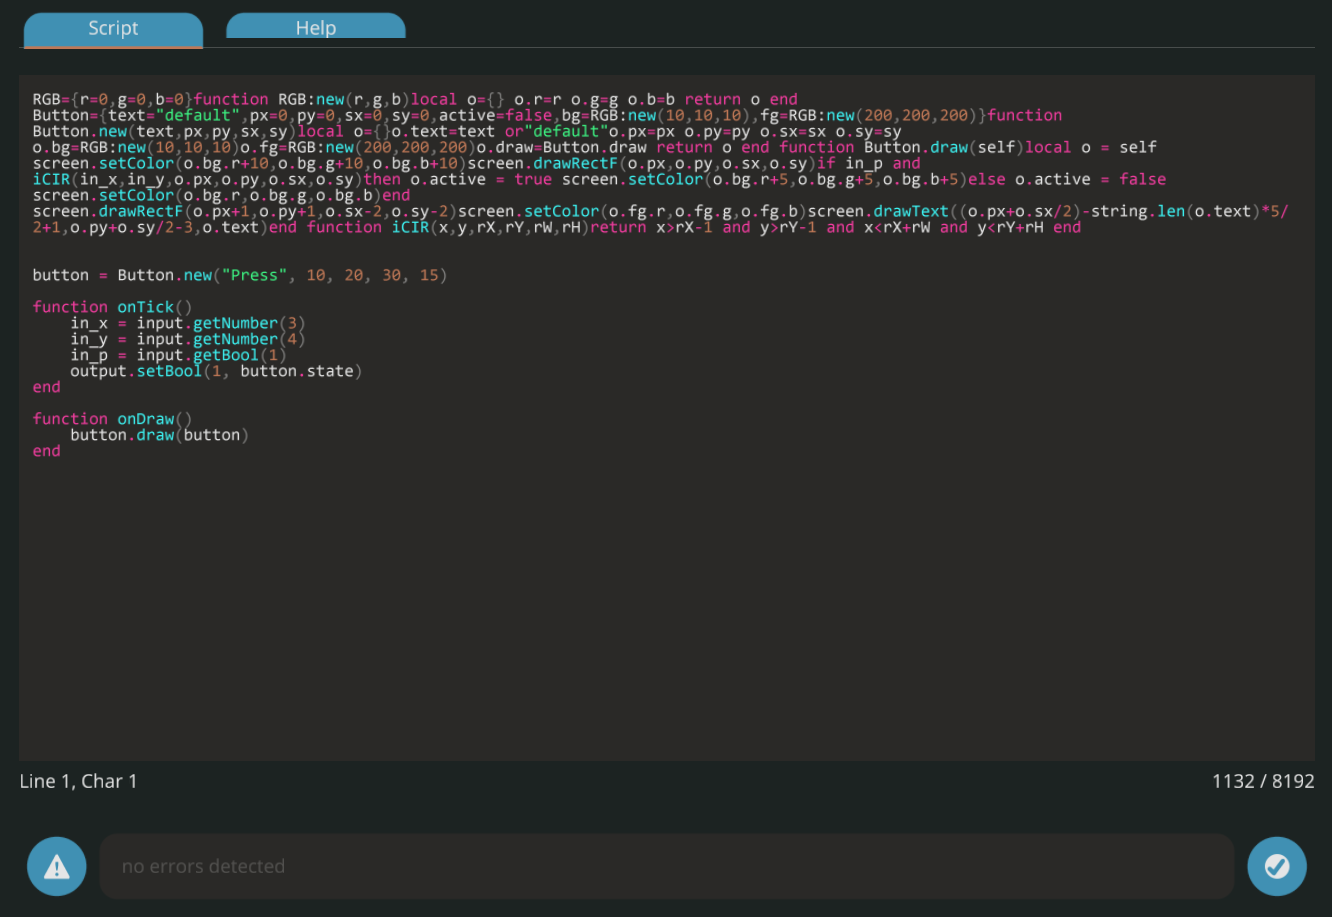 Script
Help
RGB={r=0,g=0,b=0}function RGB:new(r,g,b)local o={} o.r=r o.g=g o.b=b return o end
Button={text="default",px=0,py=0,sx=0,sy=0,active=false,bg=RGB:new(10,10,10),fg=RGB:new(200,200,200)}function
Button.new(text,px,py,sx,sy)local o={}o.text=text or"default"o.px=px o.py=py o.sx=sx o.sy=sy
o.bg=RGB:new(10,10,10)o.fg=RGB:new(200,200,200)o.draw=Button.draw return o end function Button.draw(self)local o = self
screen.setColor(o.bg.r+10,o.bg.g+10,o.bg.b+10)screen.drawRectF(o.px,o.py,o.sx,o.sy)if in_p and
iCIR(in_x,in_y,o.px,o.py,o.sx,o.sy)then o.active = true screen.setColor(o.bg.r+5,o.bg.g+5,o.bg.b+5)else o.active = false
screen.setColor(o.bg.r,o.bg.g,o.bg.b)end
screen.drawRectF(o.px+1,o.py+1,o.sx-2,o.sy-2)screen.setColor(o.fg.r,o.fg.g,o.fg.b)screen.drawText((o.px+o.sx/2)-string.len(o.text)*5/
2+1,o.py+o.sy/2-3,o.text)end function iCIR(x,y,rX,rY,rW,rH)return x>rX-1 and y>rY-1 and x<rX+rW and y<rY+rH end
button = Button.new("Press", 10, 20, 30, 15)
function onTick()
in_x = input.getNumber(3)
in_y = input.getNumber(4)
in_p = input.getBool(1)
output.setBool(1, button.state)
end
function onDraw()
button.draw(button)
end
Line 1, Char 1
1132 / 8192
no errors detected